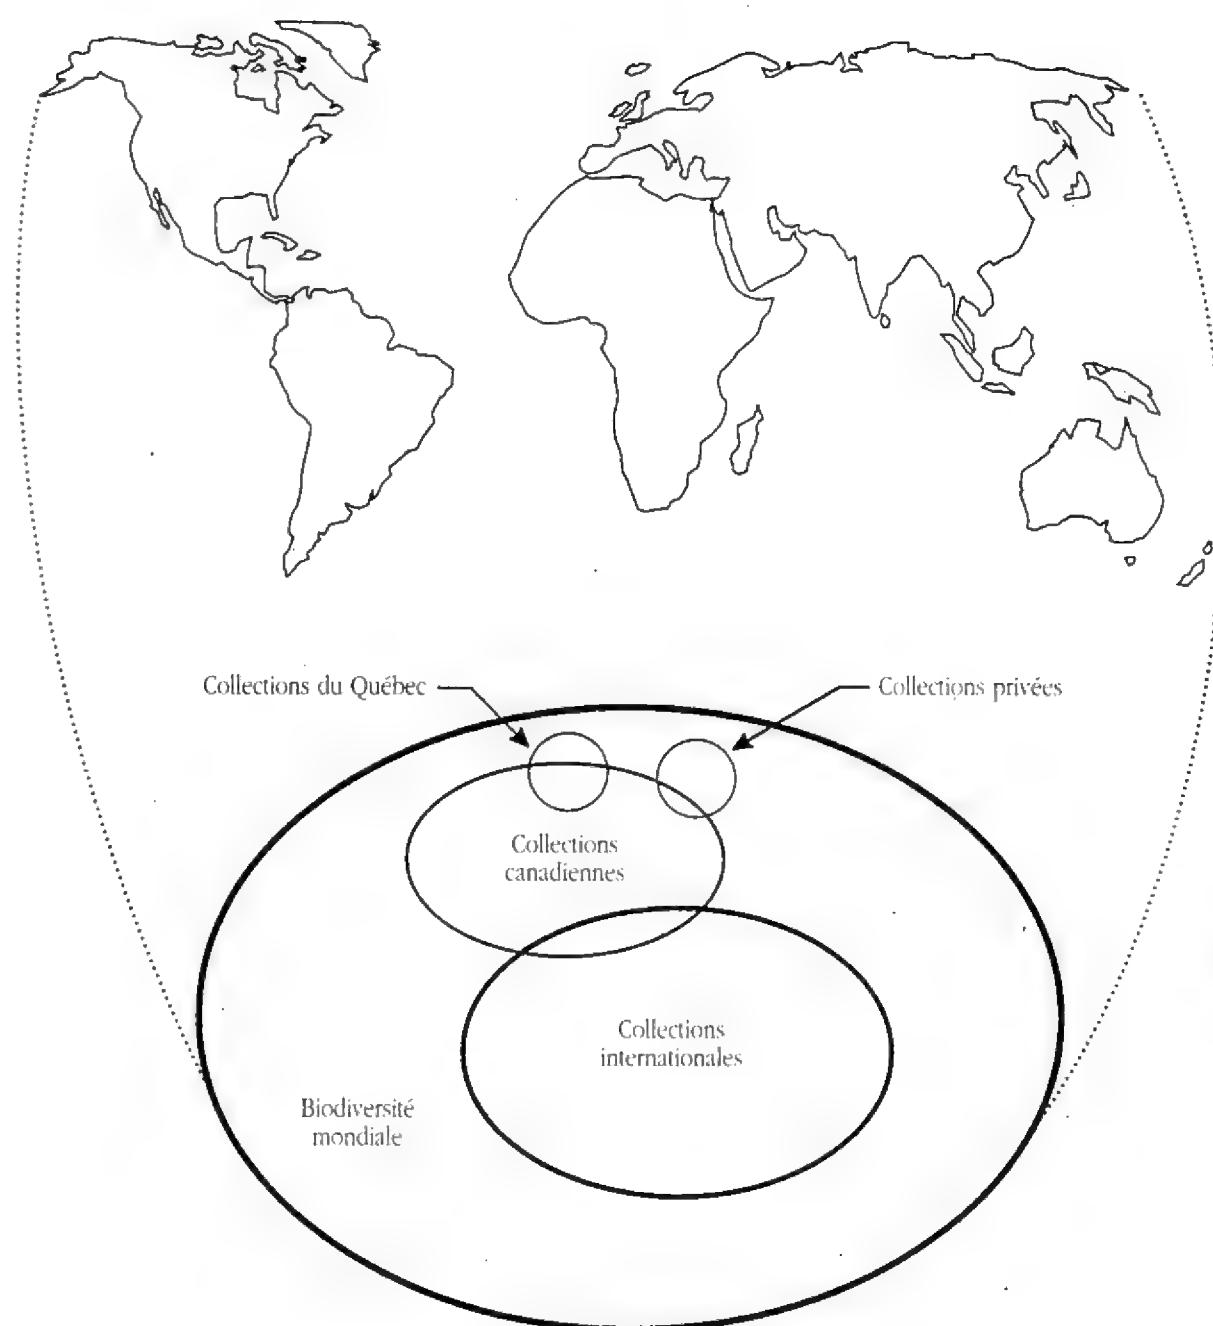 Collections du Québec
Collections privées
Collections
canadiennes
Collections
internationales
Biodiversité
mondiale